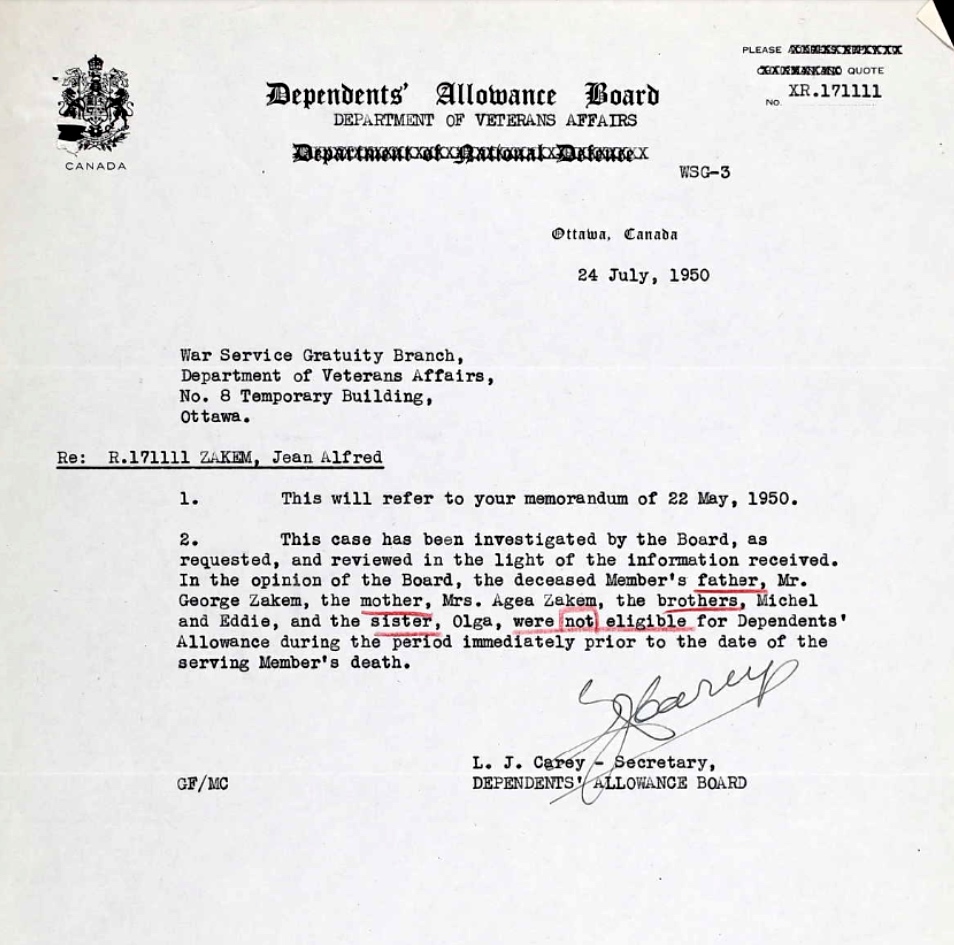 PLEASE
QUOTE
No. XR.171111
CANADA
Dependents' Allowance Board
DEPARTMENT OF VETERANS AFFAIRS
Department of National Defence
WSG-3
Ottawa, Canada
24 July, 1950
War Service Gratuity Branch,
Department of Veterans Affairs,
No. 8 Temporary Building,
Ottawa.
Re: R.171111 ZAKEM, Jean Alfred
1. This will refer to your memorandum of 22 May, 1950.
2. This case has been investigated by the Board, as
requested, and reviewed in the light of the information received.
In the opinion of the Board, the deceased Member's father, Mr.
George Zakem, the mother, Mrs. Agea Zakem, the brothers, Michel
and Eddie, and the sister, Olga, were not eligible for Dependents'
Allowance during the period immediately prior to the date of the
serving Member's death.
L. J. Carey - Secretary,
GF/MC
DEPENDENTS' ALLOWANCE BOARD